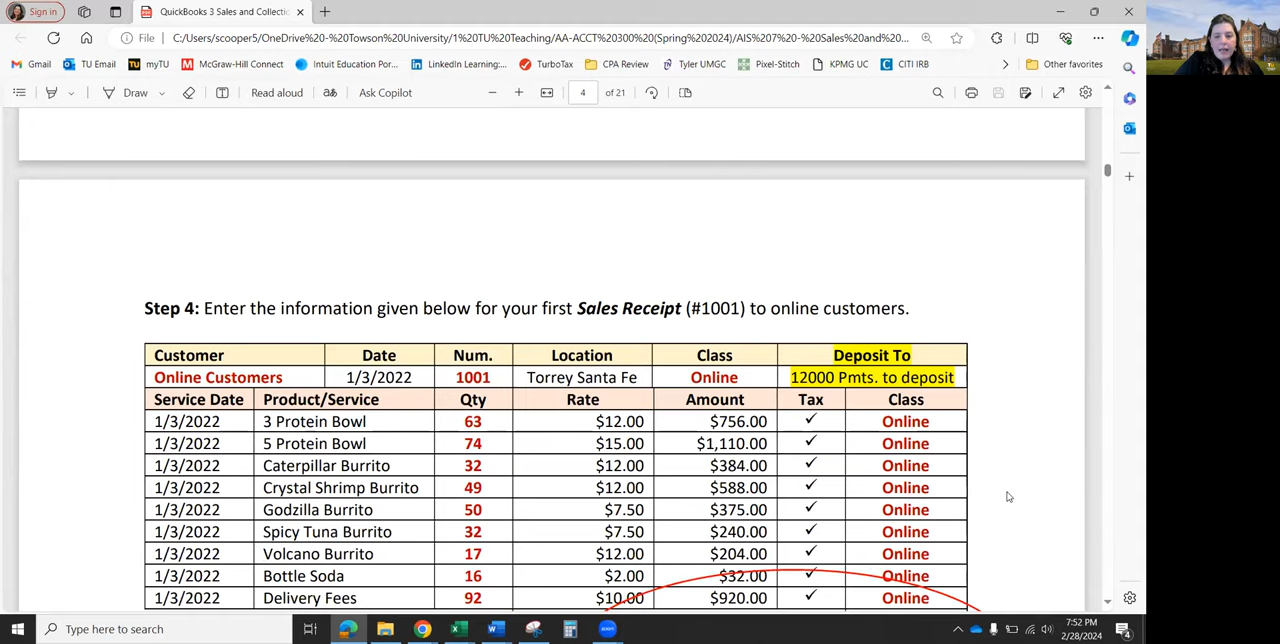 Sign in
QuickBooks 3 Sales and Collectio
File
C:/Users/scooper5/OneDrive%20-%20Towson%20University/1%20TU%20Teaching/AA-ACCT%20300%20(Spring%202024)/AIS%207%20-%20Sales%20and%20...
Gmail TU Email myTU McGraw-Hill Connect Intuit Education Por... LinkedIn Learning:... TurboTax CPA Review Tyler UMGC Pixel-Stitch KPMG UC CITI IRB Other favorites
Draw Read aloud Ask Copilot 4 of 21
Step 4: Enter the information given below for your first Sales Receipt (#1001) to online customers.
Customer Date Num. Location Class Deposit To
Online Customers 1/3/2022 1001 Torrey Santa Fe Online 12000 Pmts. to deposit
Service Date Product/Service Qty Rate Amount Tax Class
1/3/2022 3 Protein Bowl 63 $12.00 $756.00 ✓ Online
1/3/2022 5 Protein Bowl 74 $15.00 $1,110.00 ✓ Online
1/3/2022 Caterpillar Burrito 32 $12.00 $384.00 ✓ Online
1/3/2022 Crystal Shrimp Burrito 49 $12.00 $588.00 ✓ Online
1/3/2022 Godzilla Burrito 50 $7.50 $375.00 ✓ Online
1/3/2022 Spicy Tuna Burrito 32 $7.50 $240.00 ✓ Online
1/3/2022 Volcano Burrito 17 $12.00 $204.00 ✓ Online
1/3/2022 Bottle Soda 16 $2.00 $32.00 ✓ Online
1/3/2022 Delivery Fees 92 $10.00 $920.00 ✓ Online
Type here to search
7:52 PM
2/28/2024
4